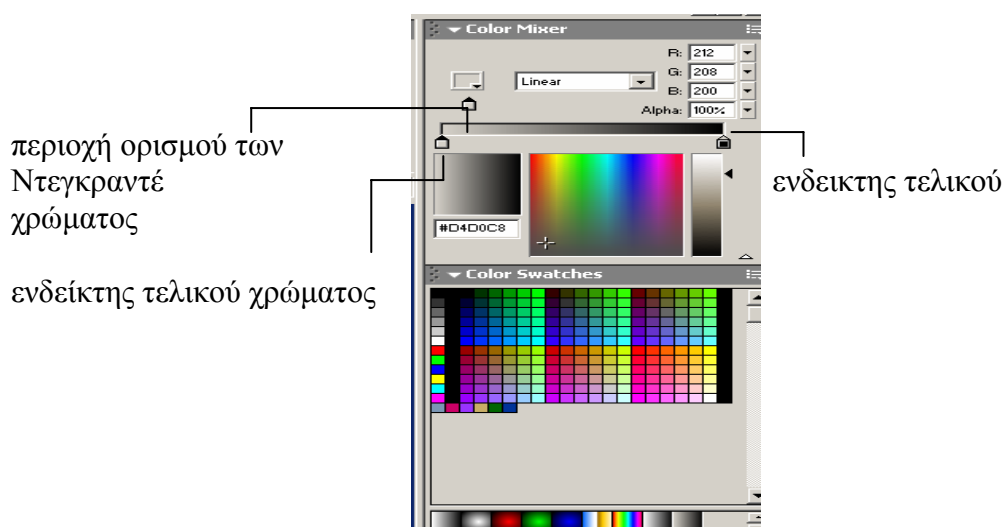 Color Mixer
R: 212
Linear
G: 208
B: 200
Alpha: 100%
περιοχή ορισμού των
Ντεγκραντέ
χρώματος
ενδεικτης τελικού
#D4D0C8
ενδείκτης τελικού χρώματος
Color Swatches